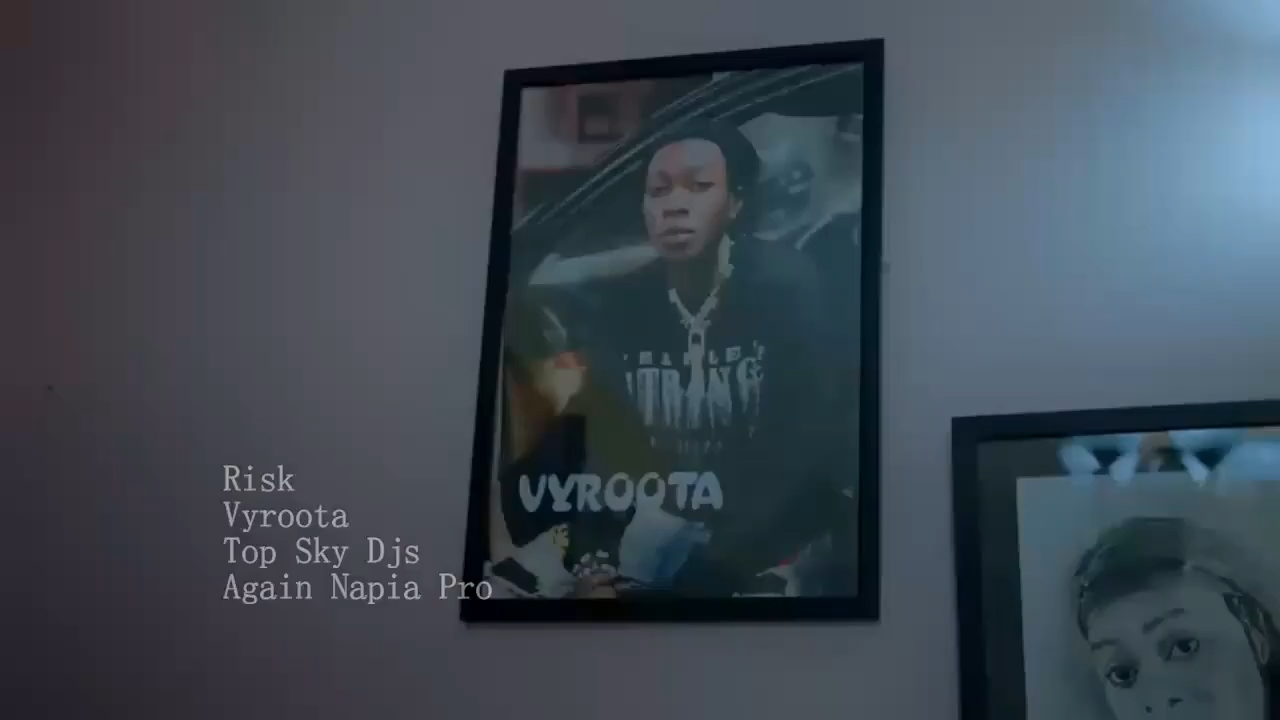 VYROOTA
Risk
Vyroota
Top Sky Djs
Again Napia Pro